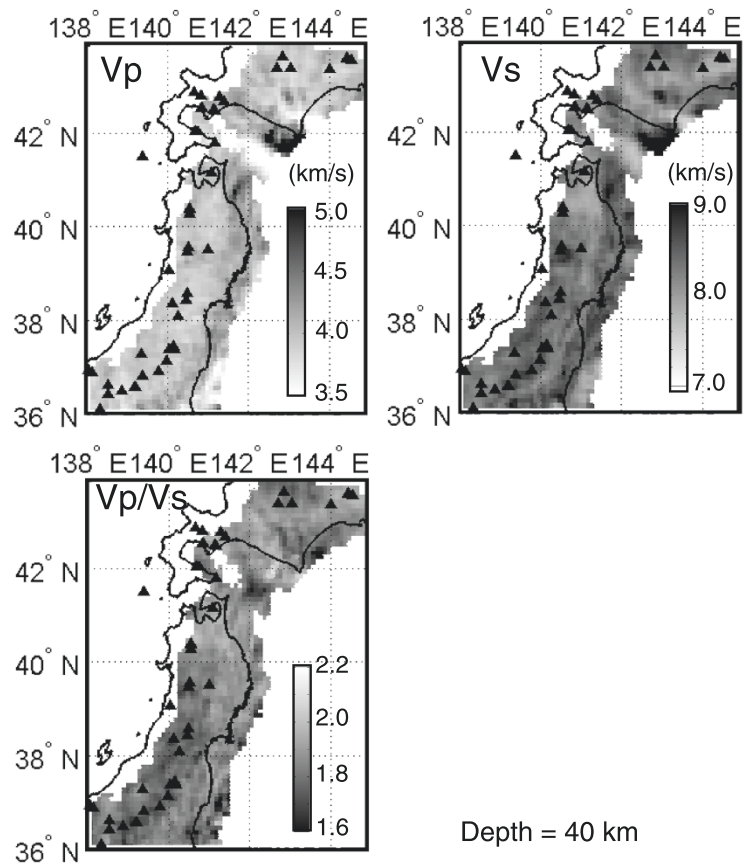 138° E140° E142° E144° E
138° E140° E142° E144° E
Vp
Vs
42° N
42° N
(km/s)
(km/s)
5.0
9.0
40° N
40° N
4.5
8.0
4.0
38° N
38° N
3.5
7.0
36° N
36° N
138° E140° E142° E144° E
Vp/Vs
42° N
40° N
2.2
2.0
38° N
1.8
1.6
36° N
Depth = 40 km